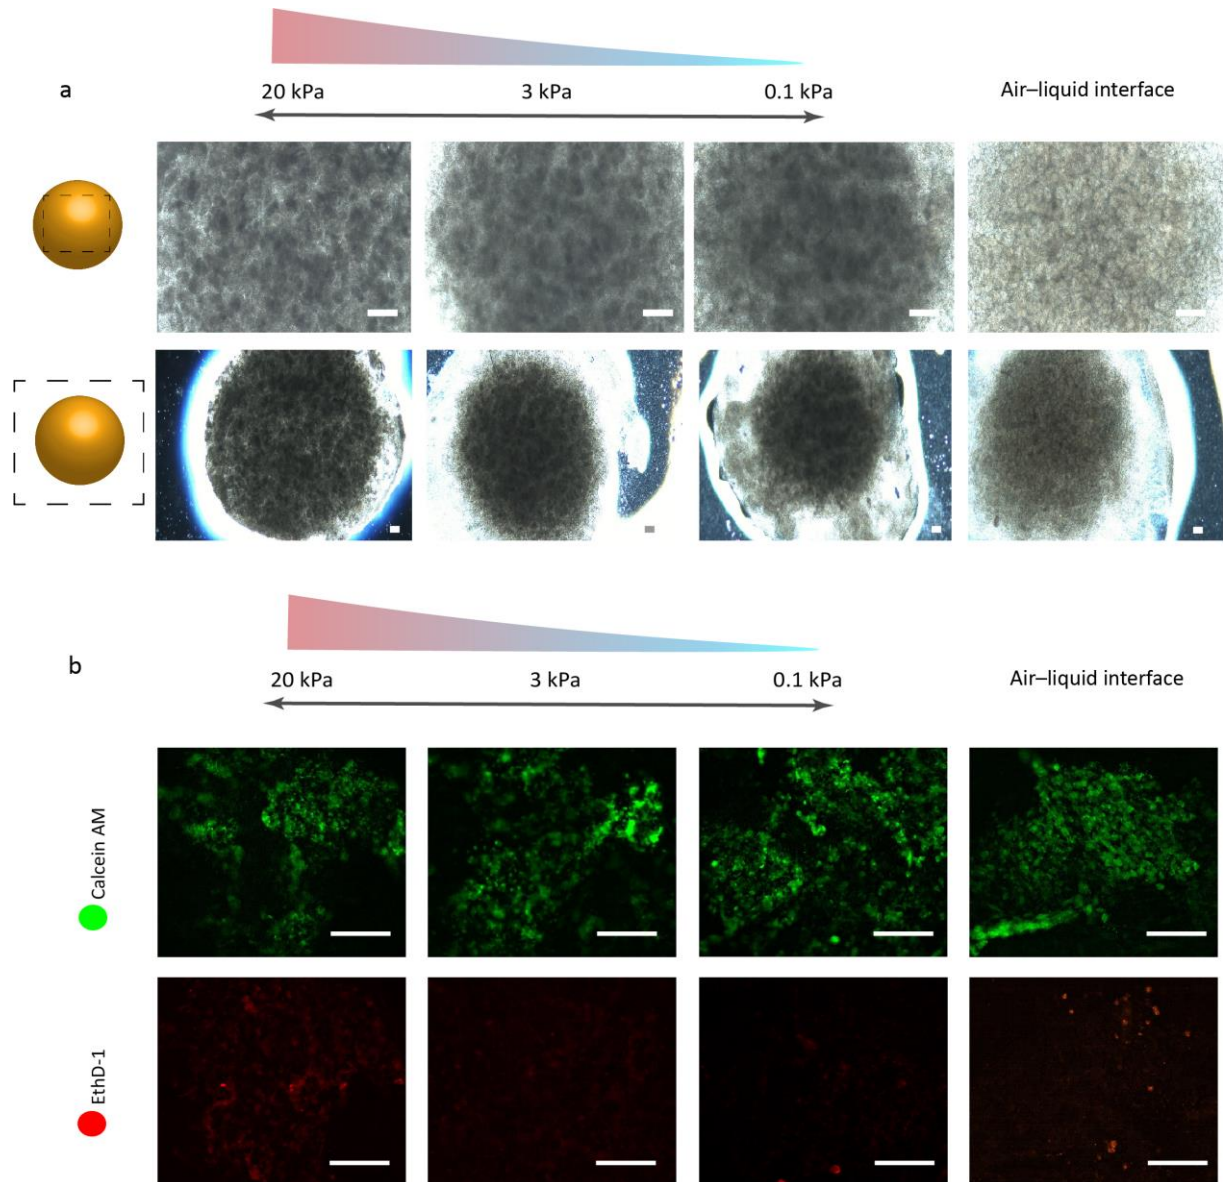 a
20 kPa 3 kPa 0.1 kPa Air–liquid interface
b
20 kPa 3 kPa 0.1 kPa Air–liquid interface
Calcein AM
EthD-1